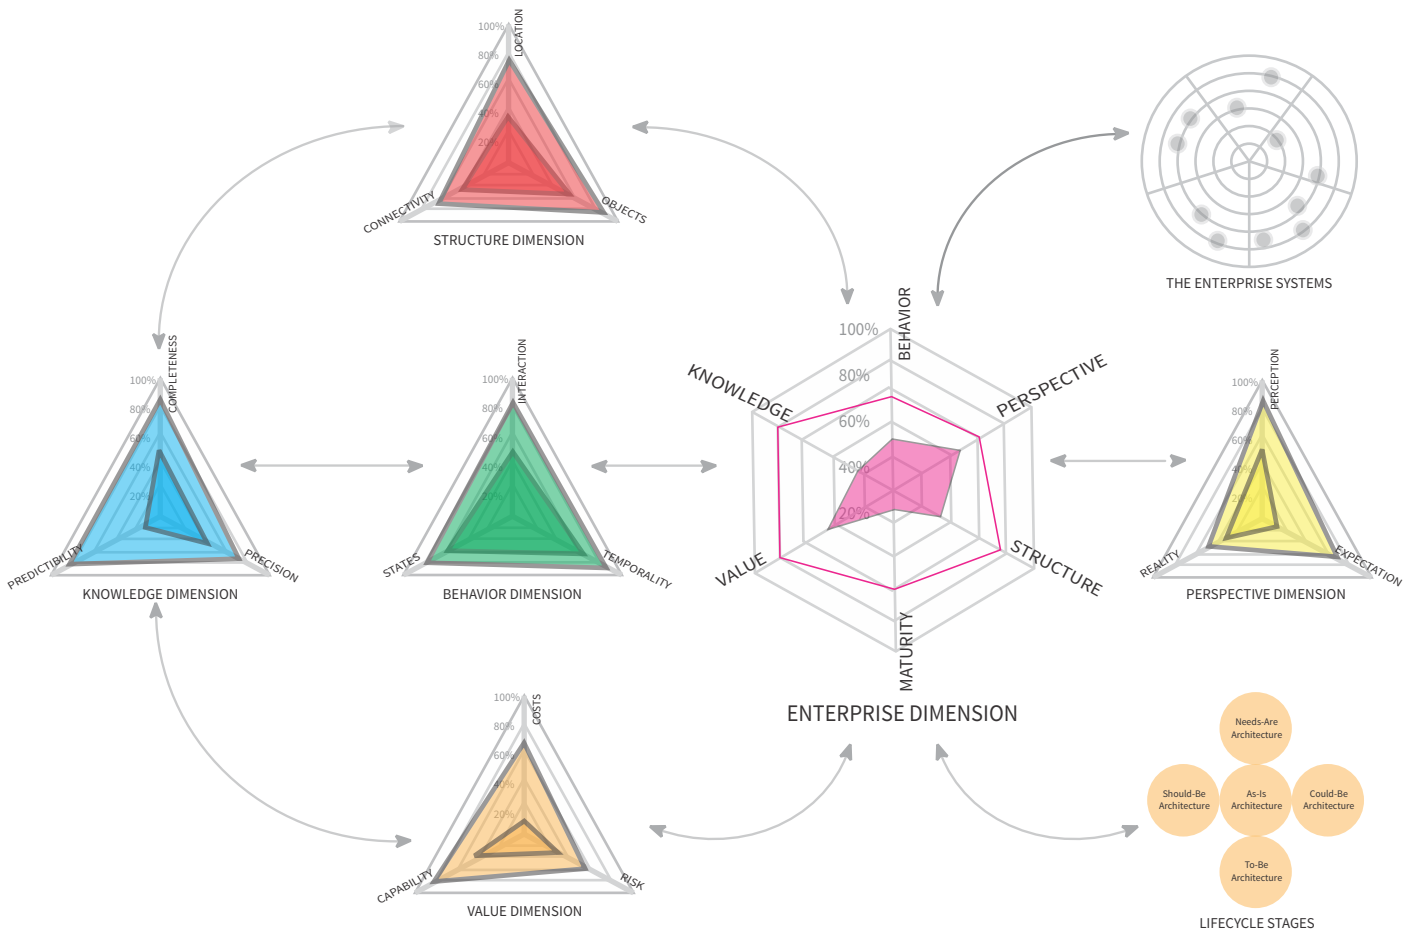 LOCATION
100%
80%
60%
40%
20%
CONNECTIVITY
OBJECTS
STRUCTURE DIMENSION
THE ENTERPRISE SYSTEMS
COMPLETENESS
100%
80%
60%
40%
20%
PREDICTIBILITY
PRECISION
KNOWLEDGE DIMENSION
INTERACTION
100%
80%
60%
40%
20%
STATES
TEMPORALITY
BEHAVIOR DIMENSION
BEHAVIOR
100%
80%
60%
40%
20%
KNOWLEDGE
PERSPECTIVE
VALUE
STRUCTURE
MATURITY
ENTERPRISE DIMENSION
PERCEPTION
100%
80%
60%
40%
20%
REALITY
EXPECTATION
PERSPECTIVE DIMENSION
COSTS
100%
80%
60%
40%
20%
CAPABILITY
RISK
VALUE DIMENSION
Needs-Are
Architecture
Should-Be
Architecture
As-Is
Architecture
Could-Be
Architecture
To-Be
Architecture
LIFECYCLE STAGES